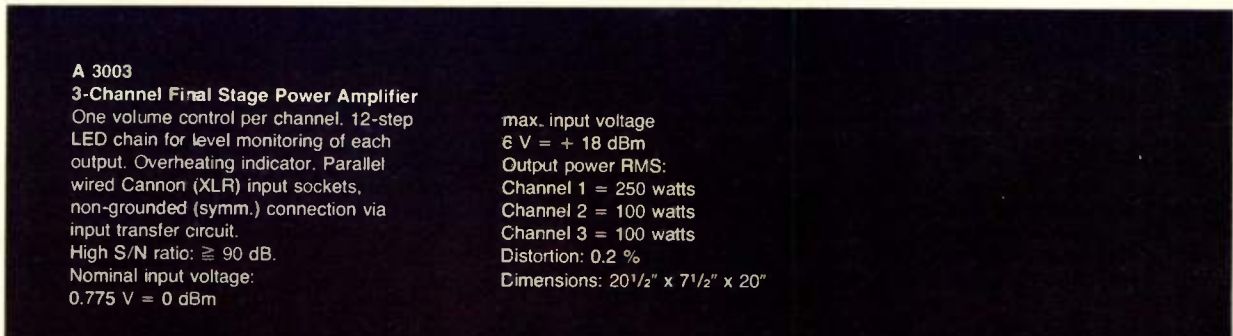 A 3003
3-Channel Final Stage Power Amplifier
One volume control per channel. 12-step
LED chain for level monitoring of each
output. Overheating indicator. Parallel
wired Cannon (XLR) input sockets,
non-grounded (symm.) connection via
input transfer circuit.
High S/N ratio: ≧ 90 dB.
Nominal input voltage:
0.775 V = 0 dBm
max. input voltage
6 V = + 18 dBm
Output power RMS:
Channel 1 = 250 watts
Channel 2 = 100 watts
Channel 3 = 100 watts
Distortion: 0.2 %
Dimensions: 20 1/2" x 7 1/2" x 20"